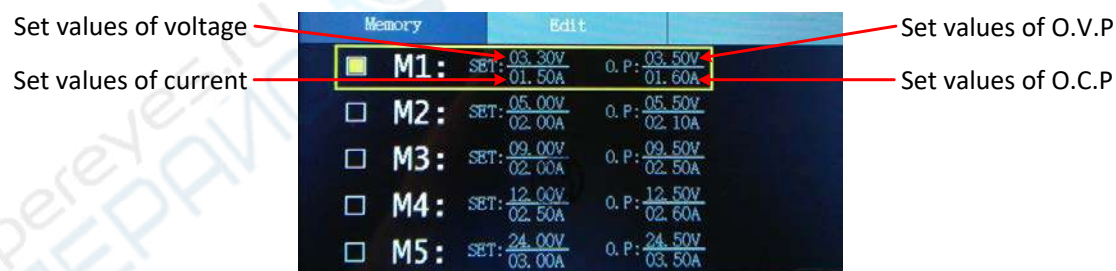 Memory Edit
Set values of voltage
Set values of O.V.P
M1: SET: 03.30V 01.50A O.P: 03.50V 01.60A
Set values of current
Set values of O.C.P
M2: SET: 05.00V 02.00A O.P: 05.50V 02.10A
M3: SET: 09.00V 02.00A O.P: 09.50V 02.50A
M4: SET: 12.00V 02.50A O.P: 12.50V 02.60A
M5: SET: 24.00V 03.00A O.P: 24.50V 03.50A